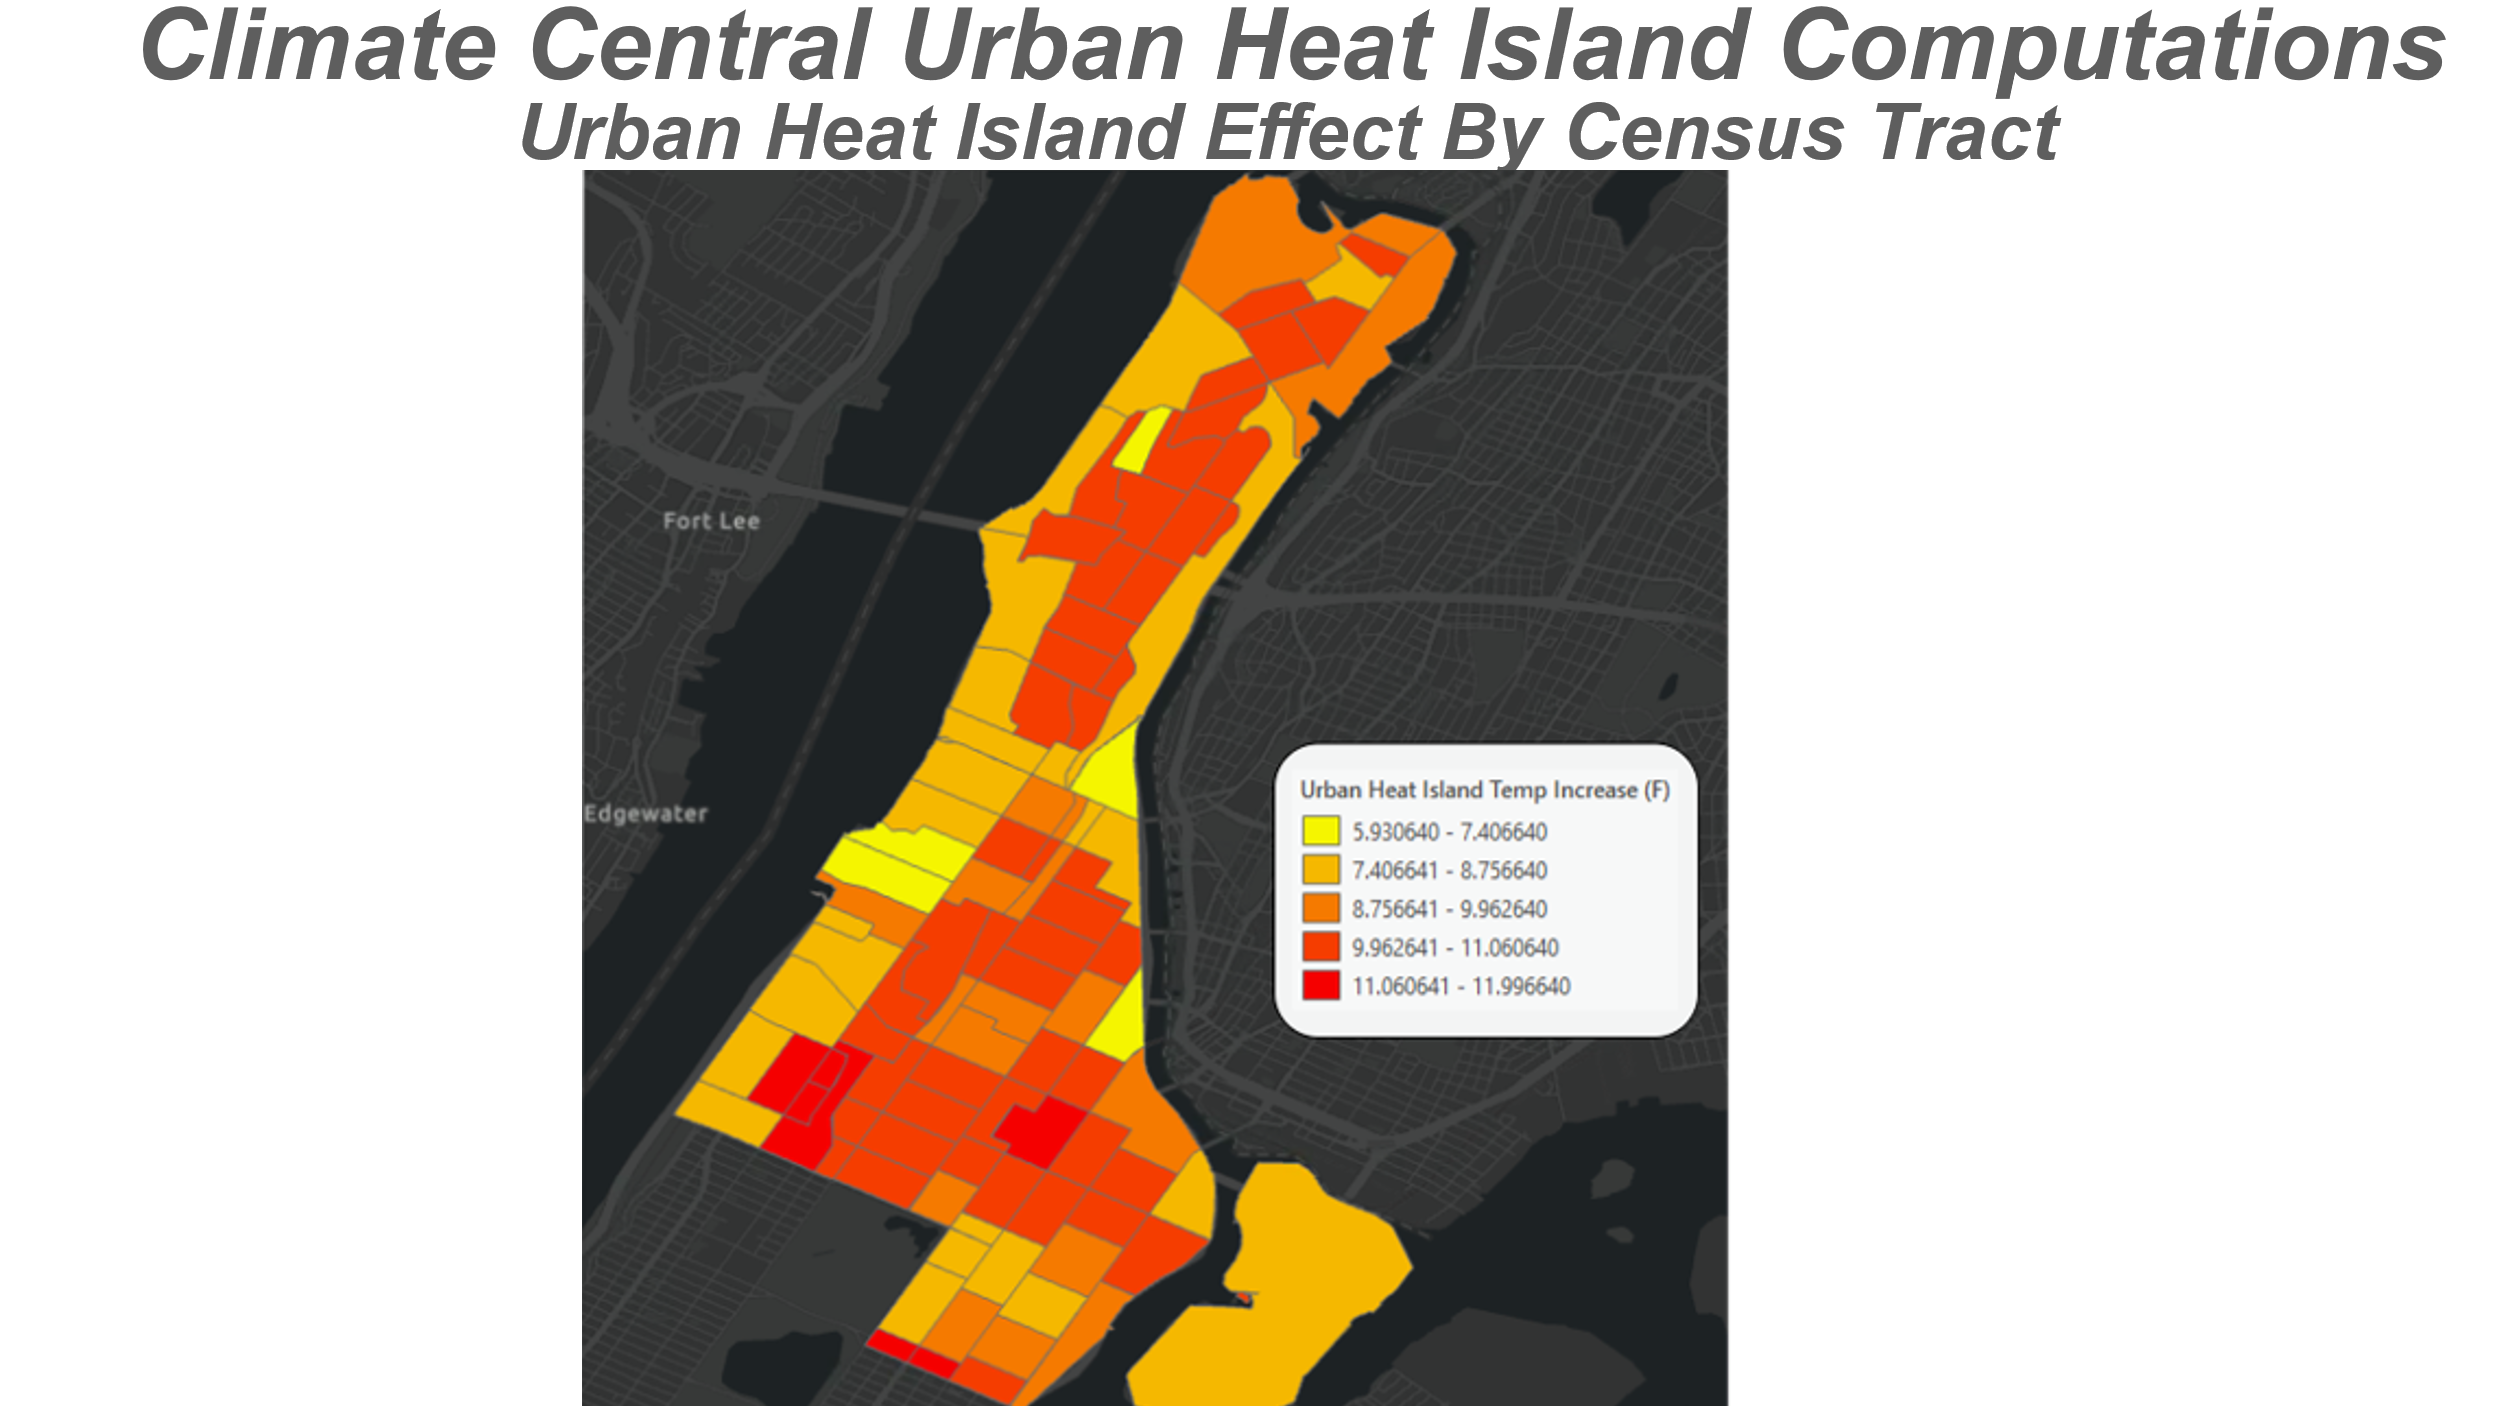 Climate Central Urban Heat Island Computations
Urban Heat Island Effect By Census Tract
Fort Lee
Edgewater
Urban Heat Island Temp Increase (F)
5.930640 - 7.406640
7.406641 - 8.756640
8.756641 - 9.962640
9.962641 - 11.060640
11.060641 - 11.996640